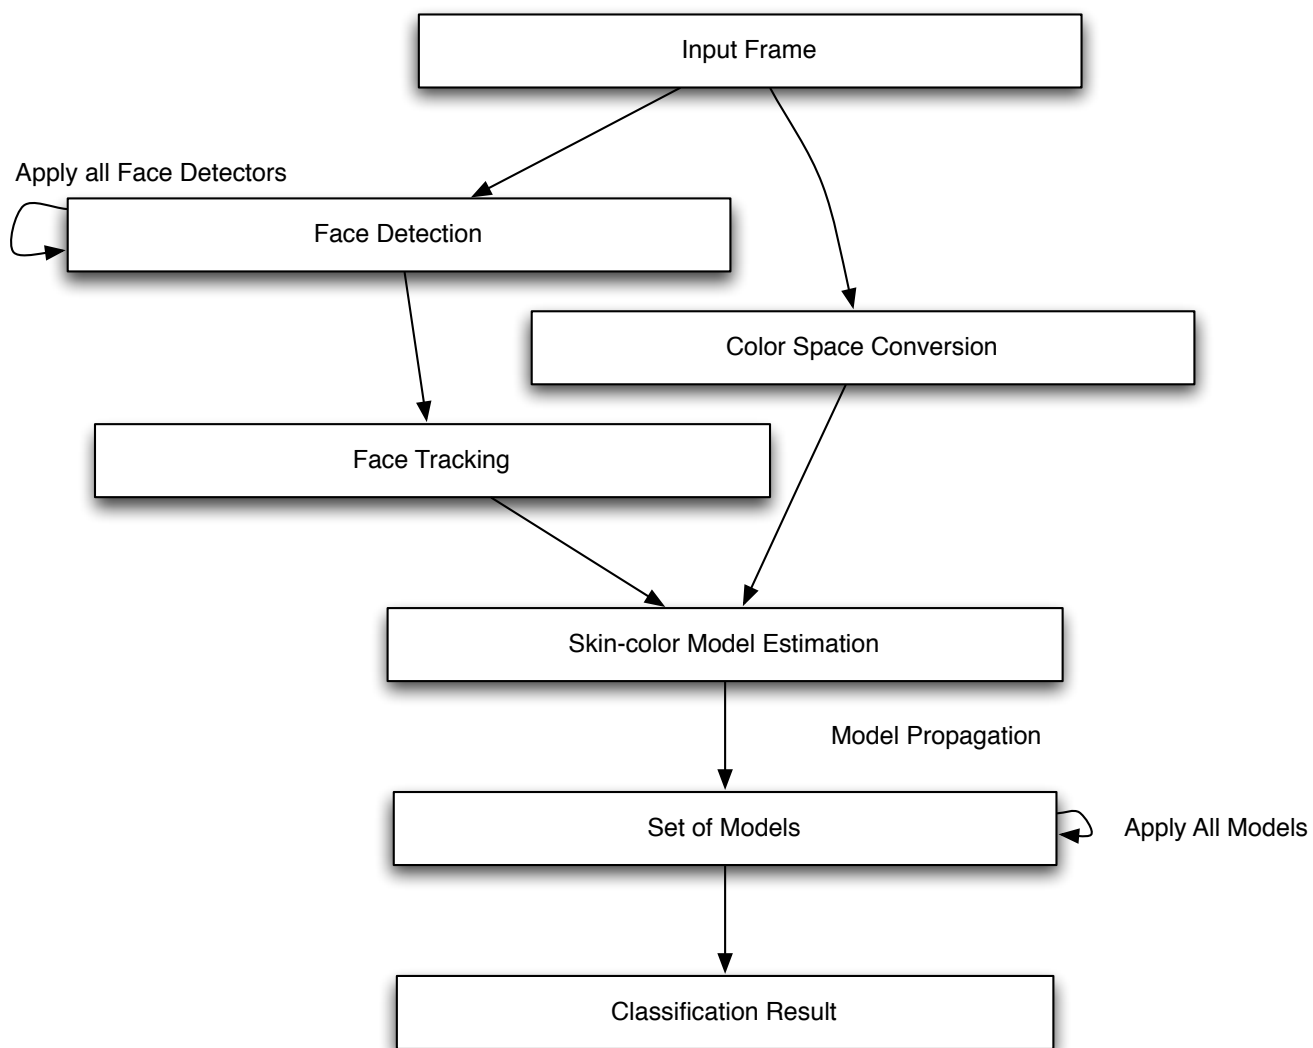 Input Frame
Apply all Face Detectors
Face Detection
Color Space Conversion
Face Tracking
Skin-color Model Estimation
Model Propagation
Set of Models
Apply All Models
Classification Result